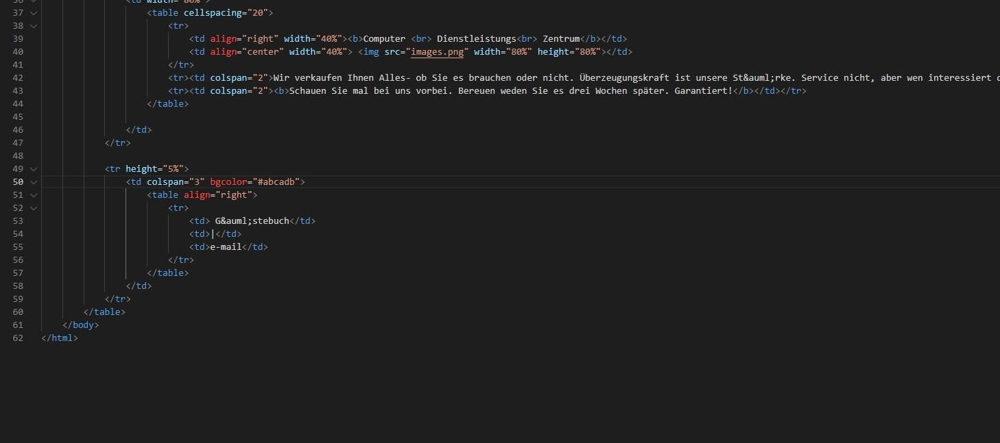 37 <table cellspacing="20">
38 <tr>
39 <td align="right" width="40%"><b>Computer <br> Dienstleistungs<br> Zentrum</b></td>
40 <td align="center" width="40%"> <img src="images.png" width="80%" height="80%"></td>
41 </tr>
42 <tr><td colspan="2">Wir verkaufen Ihnen Alles- ob Sie es brauchen oder nicht. Überzeugungskraft ist unsere St&auml;rke. Service nicht, aber wen interessiert
43 <tr><td colspan="2"><b>Schauen Sie mal bei uns vorbei. Bereuen weden Sie es drei Wochen später. Garantiert!</b></td></tr>
44 </table>
45
46 </td>
47 </tr>
48
49 <tr height="5%">
50 <td colspan="3" bgcolor="#abcadb">
51 <table align="right">
52 <tr>
53 <td> G&auml;stebuch</td>
54 <td>|</td>
55 <td>e-mail</td>
56 </tr>
57 </table>
58 </td>
59 </tr>
60 </table>
61 </body>
62 </html>